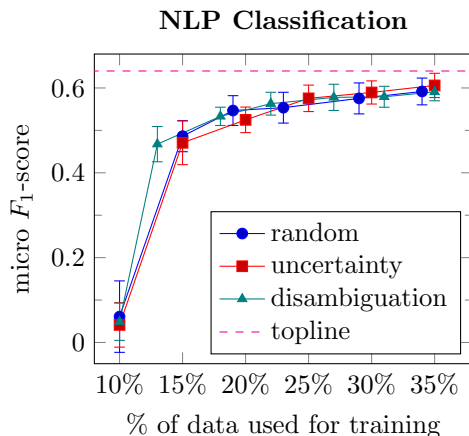 NLP Classification
micro F₁-score
0.6
0.4
0.2
0
random
uncertainty
disambiguation
topline
10% 15% 20% 25% 30% 35%
% of data used for training